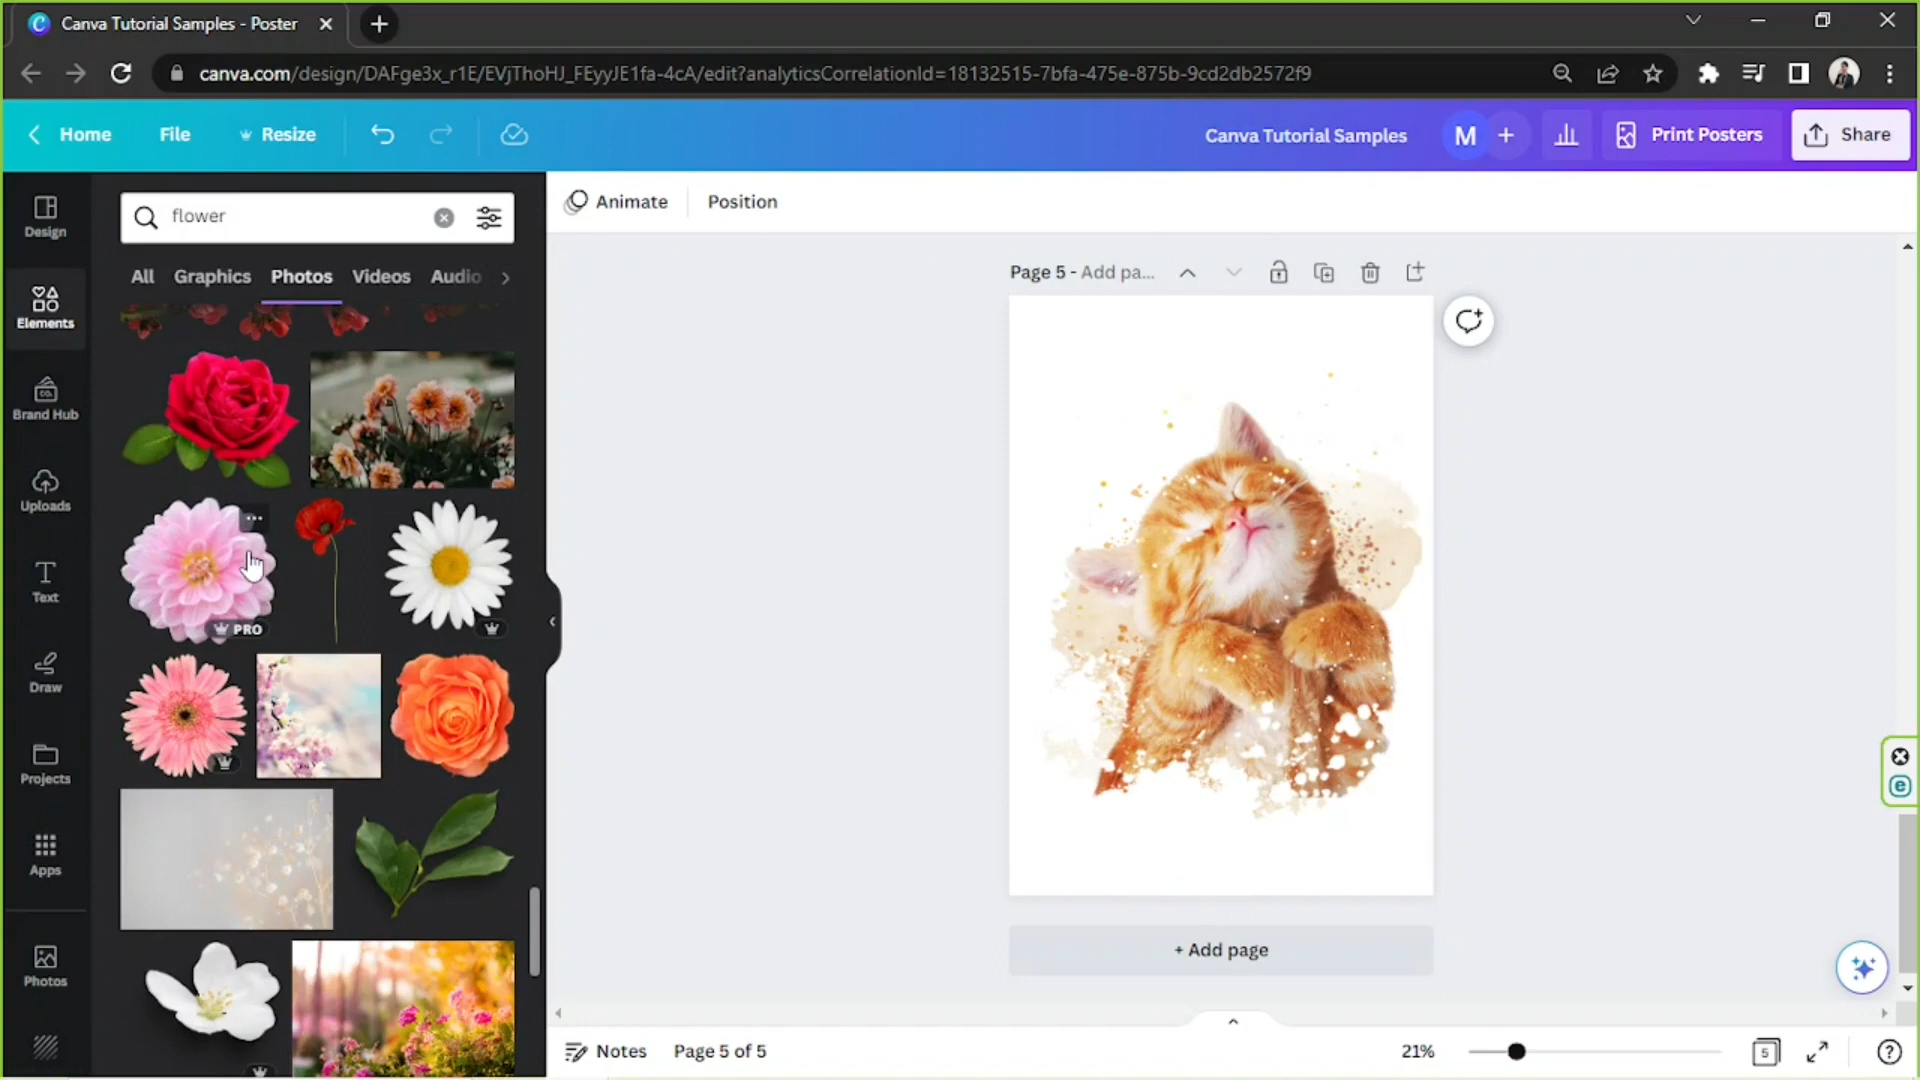 Canva Tutorial Samples - Poster
canva.com/design/DAFge3x_r1E/EVjThoHJ_FEyyJE1fa-4cA/edit?analyticsCorrelationId=18132515-7bfa-475e-875b-9cd2db2572f9
Home File Resize Canva Tutorial Samples M + Print Posters Share
Design
Elements
Brand Hub
Uploads
Text
Draw
Projects
Apps
Photos
flower
All Graphics Photos Videos Audio
PRO
Animate Position
Page 5 - Add pa...
+ Add page
Notes Page 5 of 5 21% 5